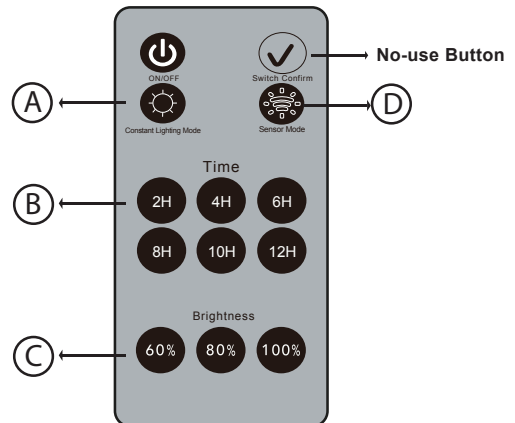 No-use Button
ON/OFF Switch Confirm
A D
Constant Lighting Mode Sensor Mode
Time
B 2H 4H 6H
8H 10H 12H
Brightness
C 60% 80% 100%